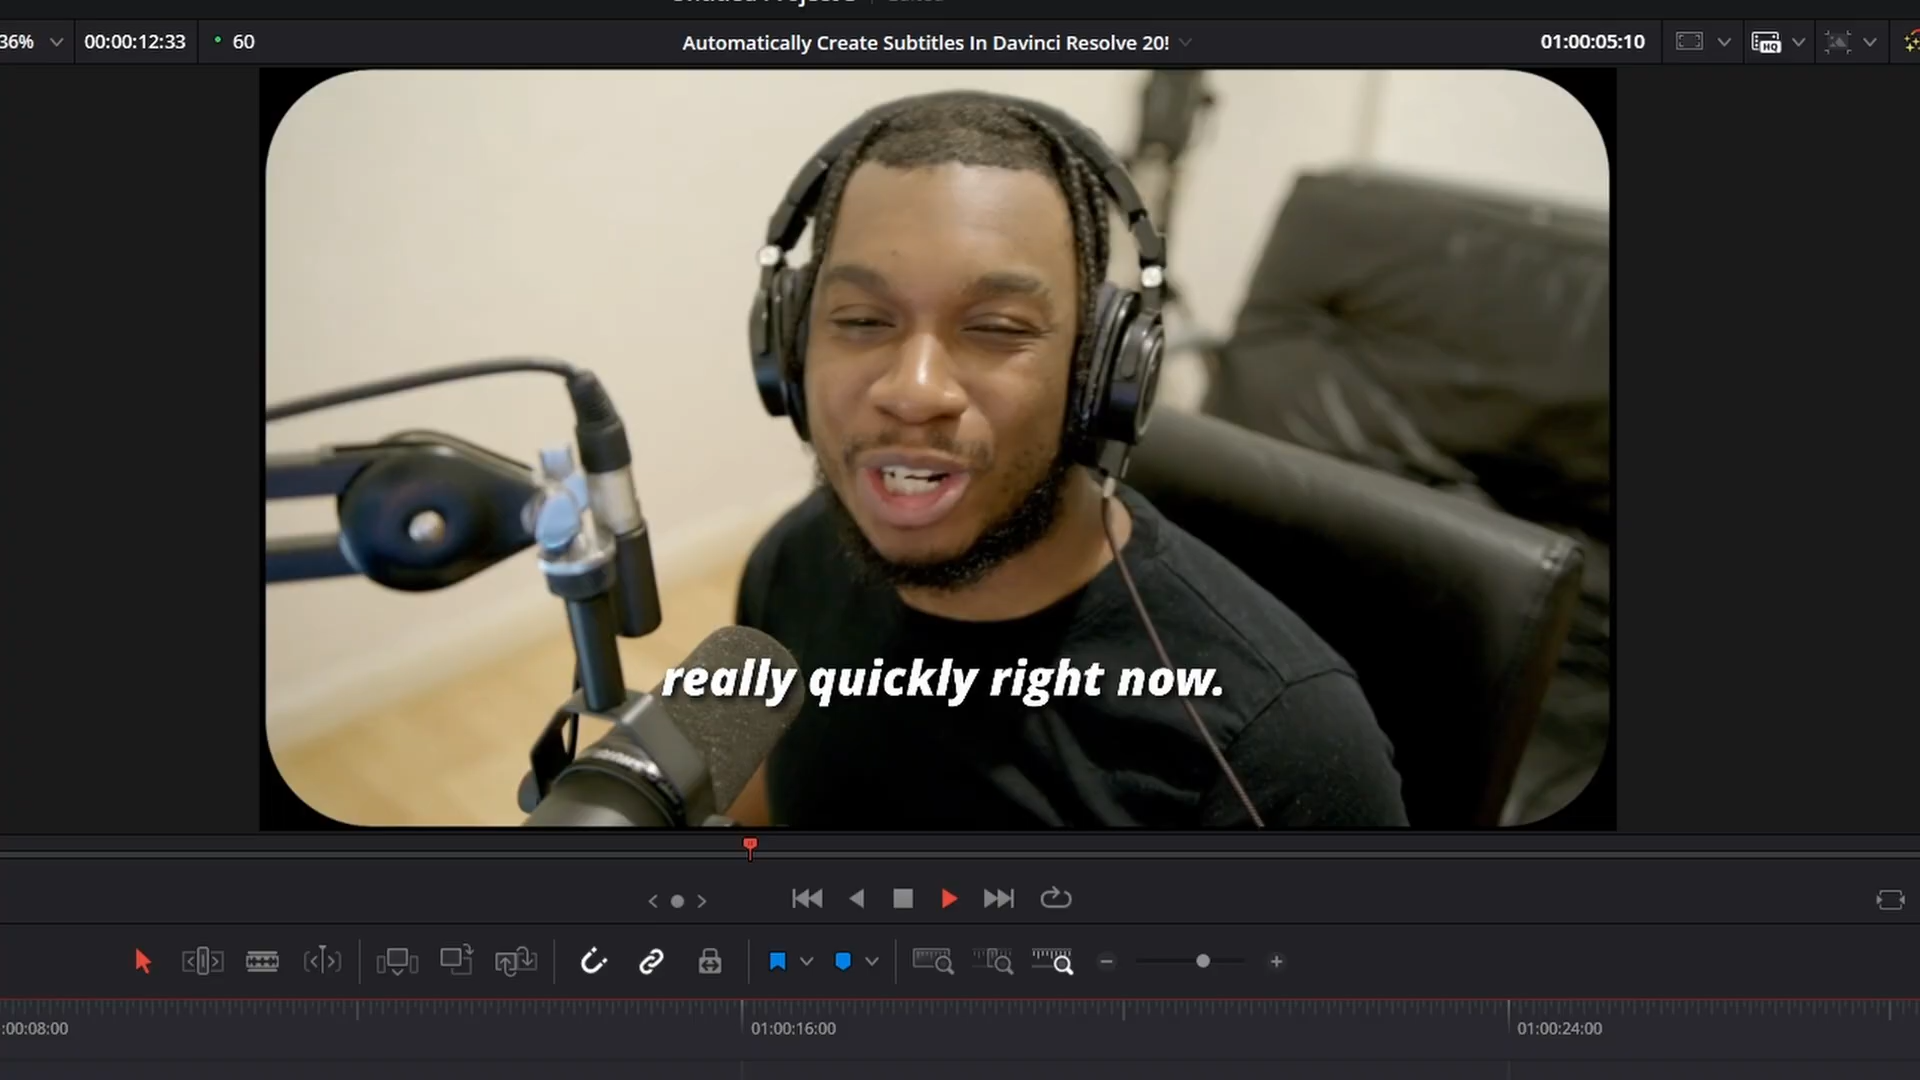 36%
00:00:12:33
60
Automatically Create Subtitles In Davinci Resolve 20!
01:00:05:10
HQ
really quickly right now.
:00:08:00
01:00:16:00
01:00:24:00